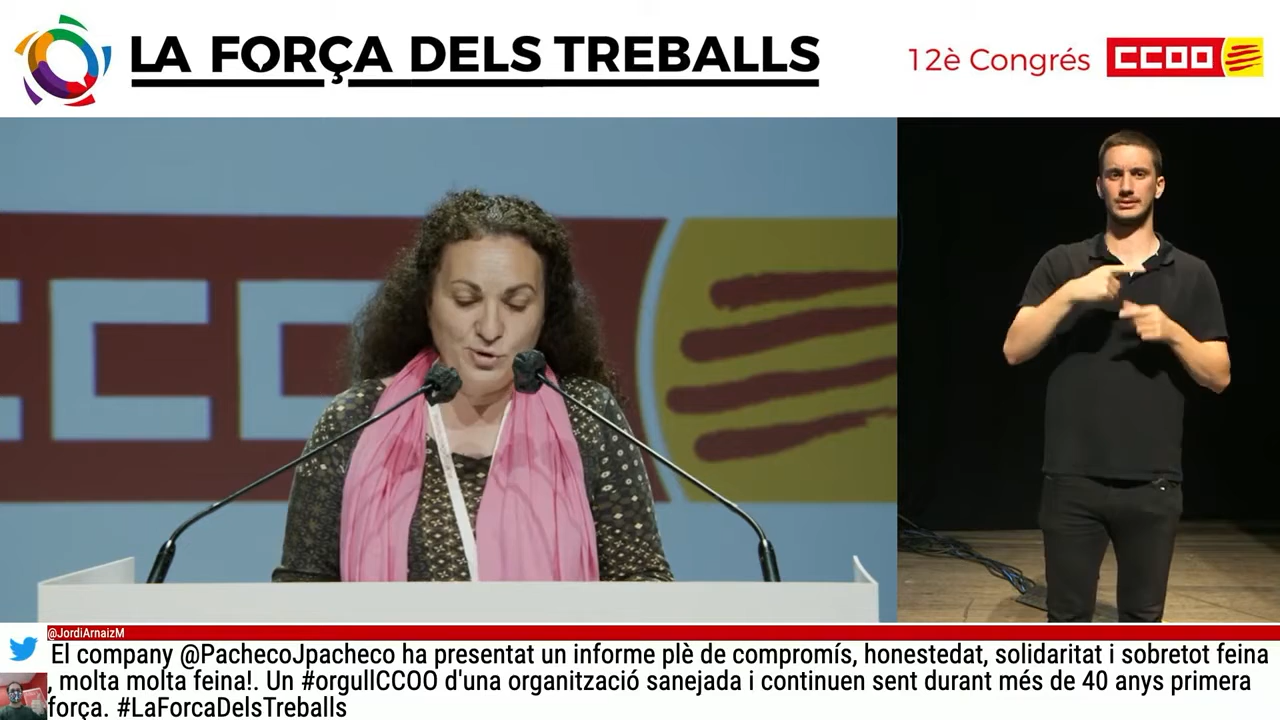 LA FORÇA DELS TREBALLS
12è Congrés
CCOO
CCO
@JordiArnaizM
El company @PachecoJpacheco ha presentat un informe plè de compromís, honestedat, solidaritat i sobretot feina
, molta molta feina!. Un #orgullCCOO d'una organització sanejada i continuen sent durant més de 40 anys primera
força. #LaForcaDelsTreballs